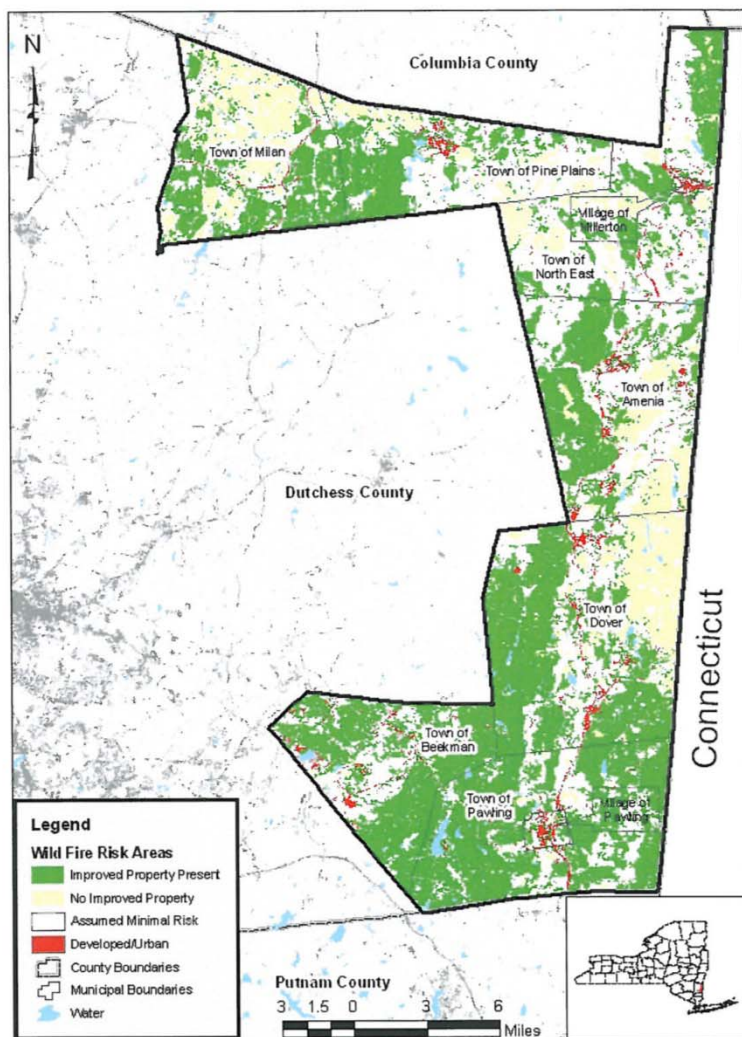 N
Columbia County
Town of Milan
Town of Pine Plains
Village of
Millerton
Town of
North East
Town of
Amenia
Dutchess County
Town of
Dover
Connecticut
Town of
Beekman
Town of
Pawling
Village of
Pawling
Legend
Wild Fire Risk Areas
Improved Property Present
No Improved Property
Assumed Minimal Risk
Developed/Urban
County Boundaries
Municipal Boundaries
Water
Putnam County
3 1.5 0 3 6
Miles